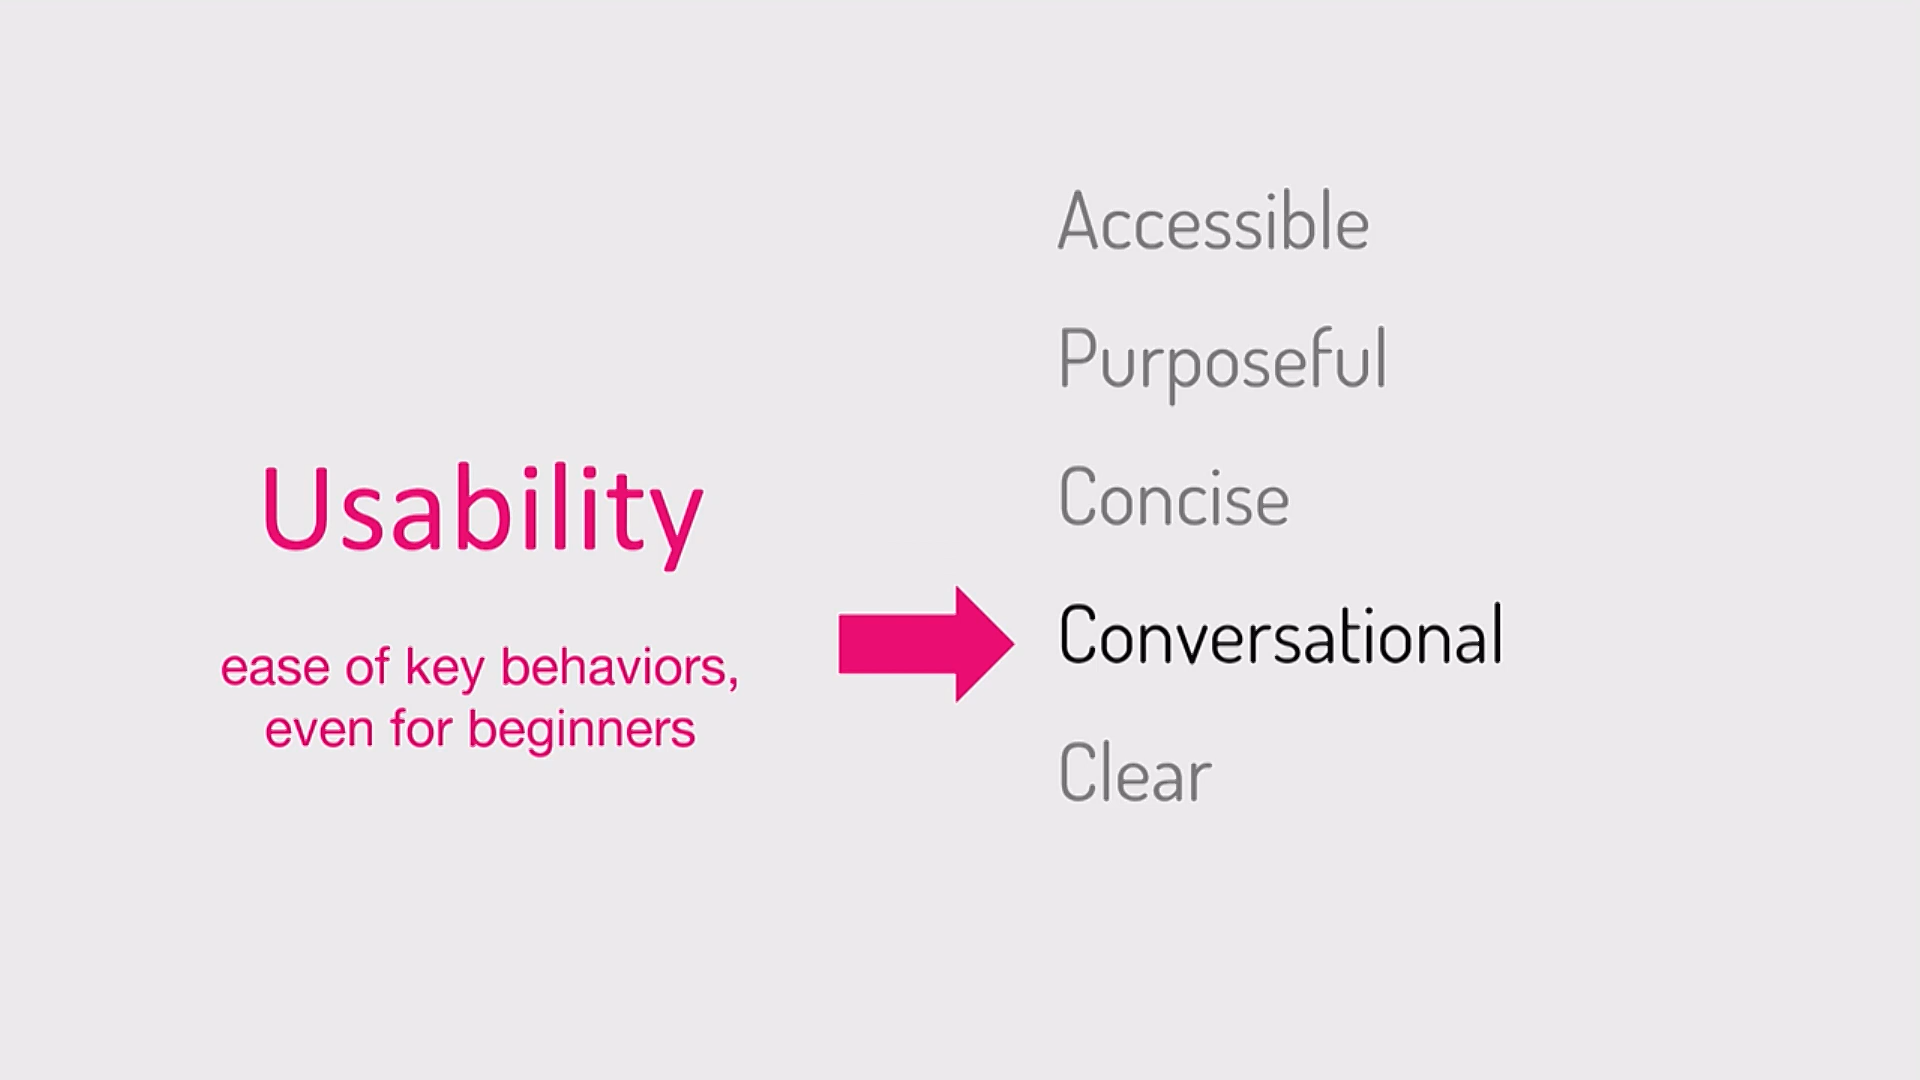 Usability
ease of key behaviors,
even for beginners
Accessible
Purposeful
Concise
Conversational
Clear